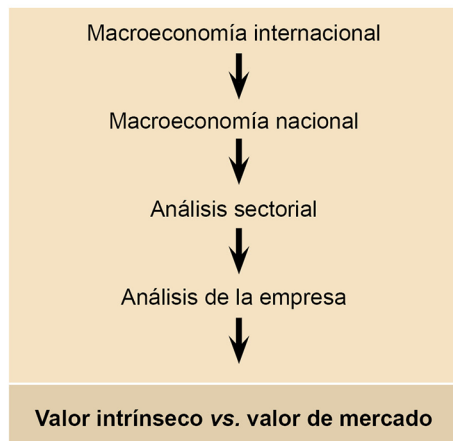 Macroeconomía internacional
Macroeconomía nacional
Análisis sectorial
Análisis de la empresa
Valor intrínseco vs. valor de mercado